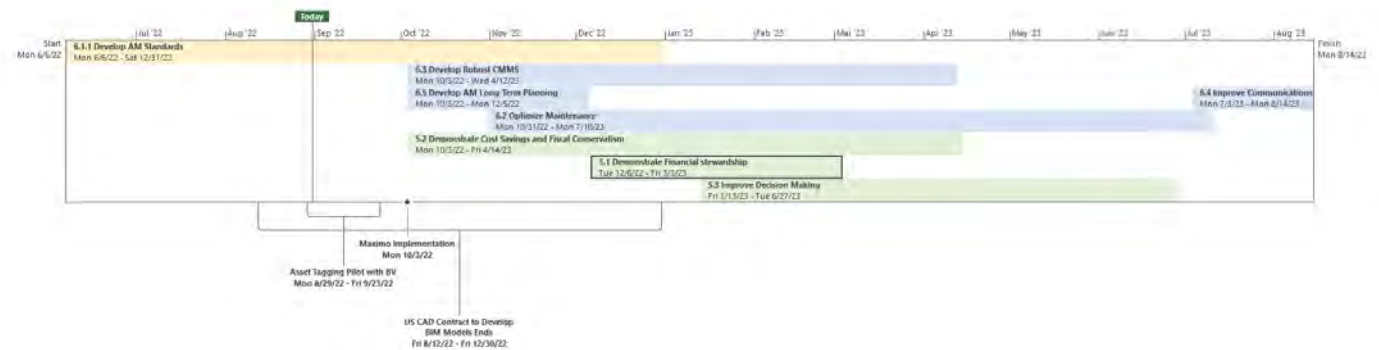 Today
Jul '22 Aug '22 Sep '22 Oct '22 Nov '22 Dec '22 Jan '23 Feb '23 Mar '23 Apr '23 May '23 Jun '23 Jul '23 Aug '23
Start
Mon 6/6/22
Finish
Mon 8/14/23
6.1.1 Develop AM Standards
Mon 6/6/22 - Sat 12/31/22
6.3 Develop Robust CMMS
Mon 10/3/22 - Wed 4/12/23
6.5 Develop AM Long Term Planning
Mon 10/3/22 - Mon 12/5/22
6.4 Improve Communications
Mon 7/3/23 - Mon 8/14/23
6.2 Optimize Maintenance
Mon 10/31/22 - Mon 7/10/23
5.2 Demonstrate Cost Savings and Fiscal Conservatism
Mon 10/3/22 - Fri 4/14/23
5.1 Demonstrate Financial stewardship
Tue 12/6/22 - Fri 3/3/23
5.3 Improve Decision Making
Fri 1/13/23 - Tue 6/27/23
Maximo Implementation
Mon 10/3/22
Asset Tagging Pilot with BV
Mon 8/29/22 - Fri 9/23/22
US CAD Contract to Develop
BIM Models Ends
Fri 8/12/22 - Fri 12/30/22